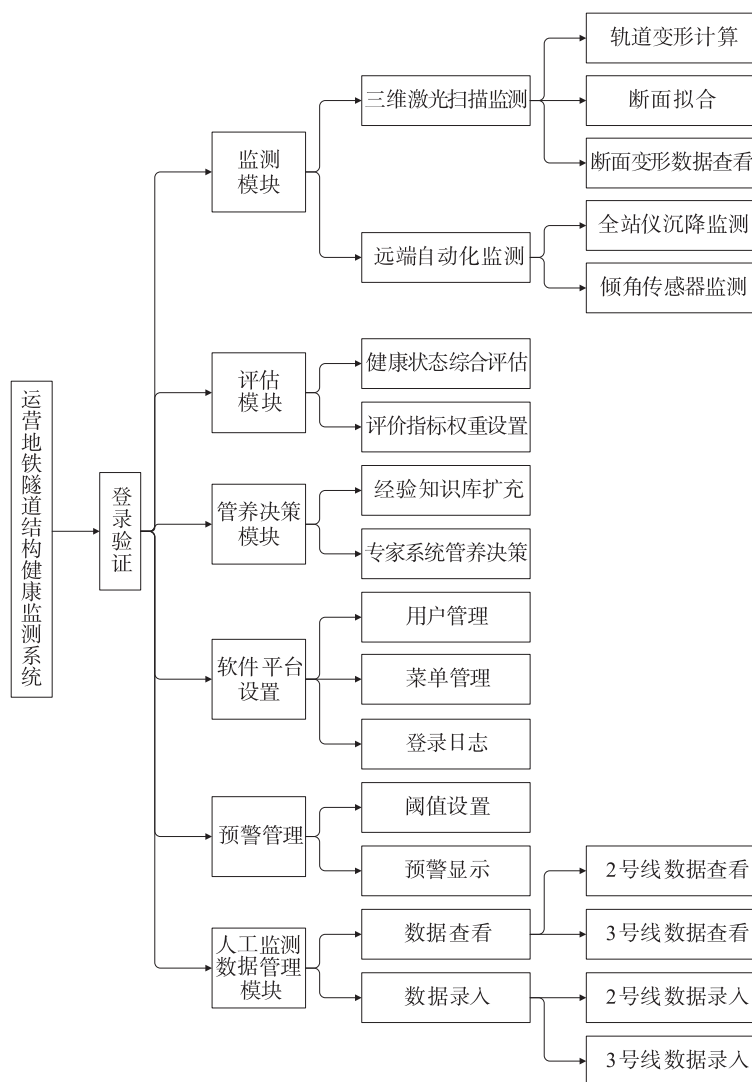 运营地铁隧道结构健康监测系统
登录验证
监测
模块
三维激光扫描监测
轨道变形计算
断面拟合
断面变形数据查看
远端自动化监测
全站仪沉降监测
倾角传感器监测
评估
模块
健康状态综合评估
评价指标权重设置
管养决策
模块
经验知识库扩充
专家系统管养决策
软件平台
设置
用户管理
菜单管理
登录日志
预警管理
阈值设置
预警显示
人工监测
数据管理
模块
数据查看
2号线数据查看
3号线数据查看
数据录入
2号线数据录入
3号线数据录入